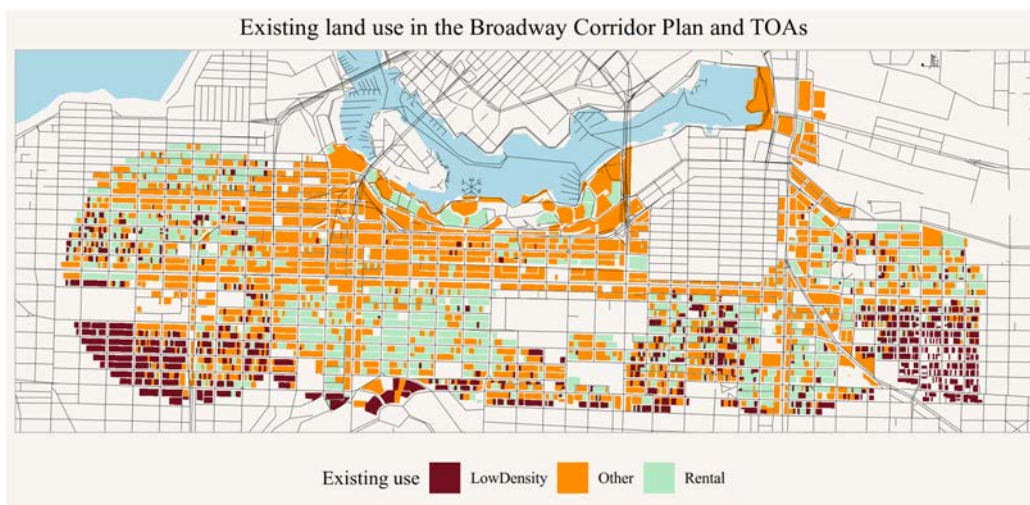 Existing land use in the Broadway Corridor Plan and TOAs
Existing use LowDensity Other Rental